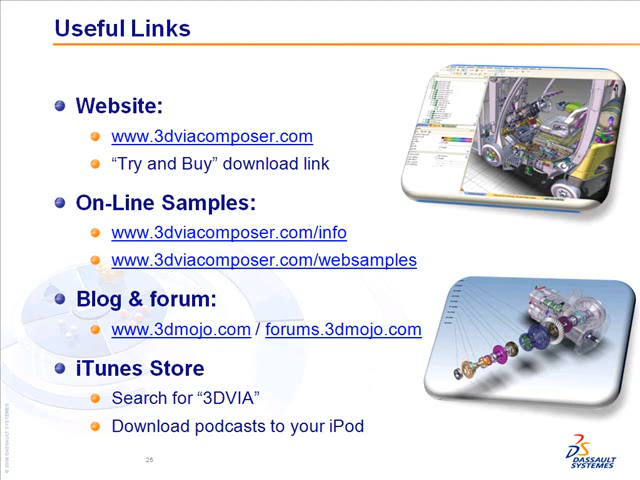 Useful Links
Website:
www.3dviacomposer.com
“Try and Buy” download link
On-Line Samples:
www.3dviacomposer.com/info
www.3dviacomposer.com/websamples
Blog & forum:
www.3dmojo.com / forums.3dmojo.com
iTunes Store
Search for “3DVIA”
Download podcasts to your iPod
25
DASSAULT
SYSTEMES